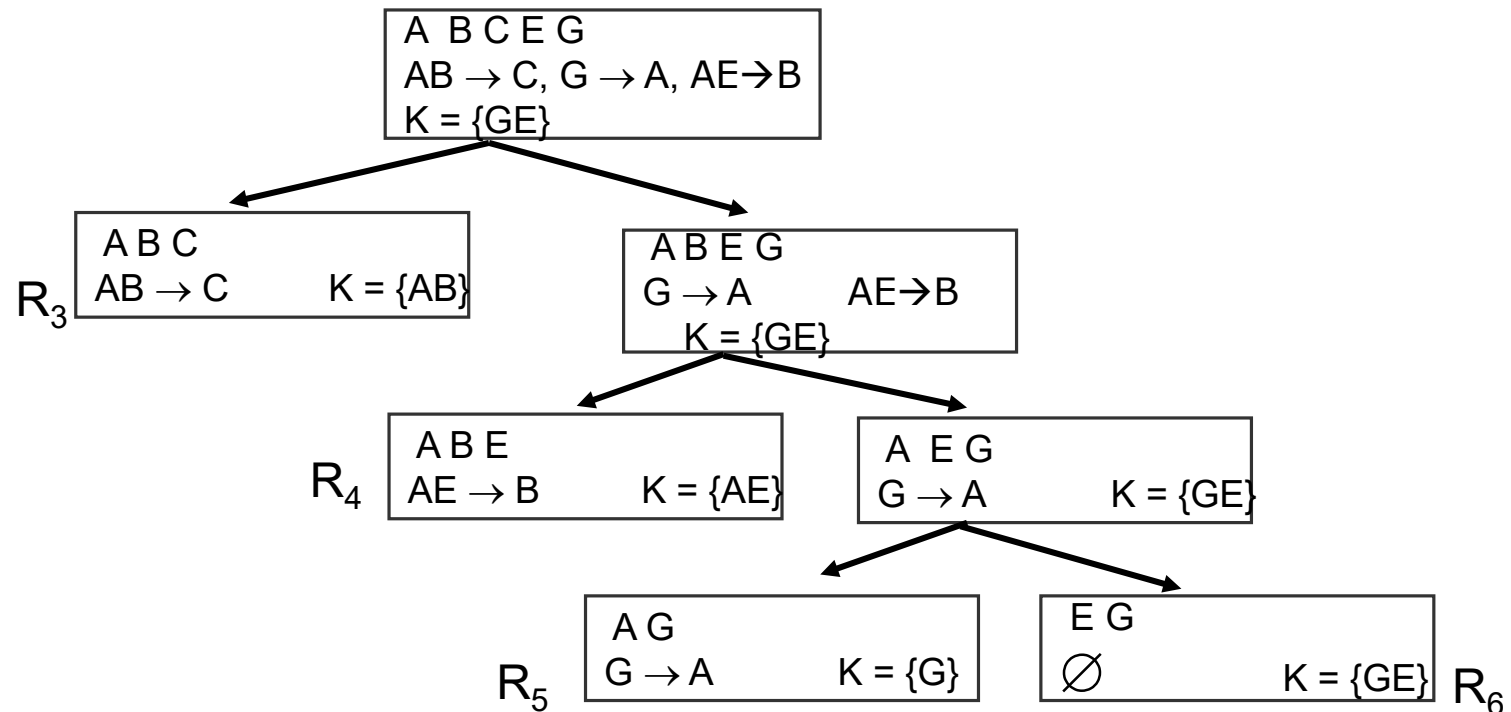 A B C E G
AB → C, G → A, AE→B
K = {GE}
A B C
AB → C K = {AB}
R3
A B E G
G → A AE→B
K = {GE}
A B E
AE → B K = {AE}
R4
A E G
G → A K = {GE}
A G
G → A K = {G}
R5
E G
∅ K = {GE}
R6